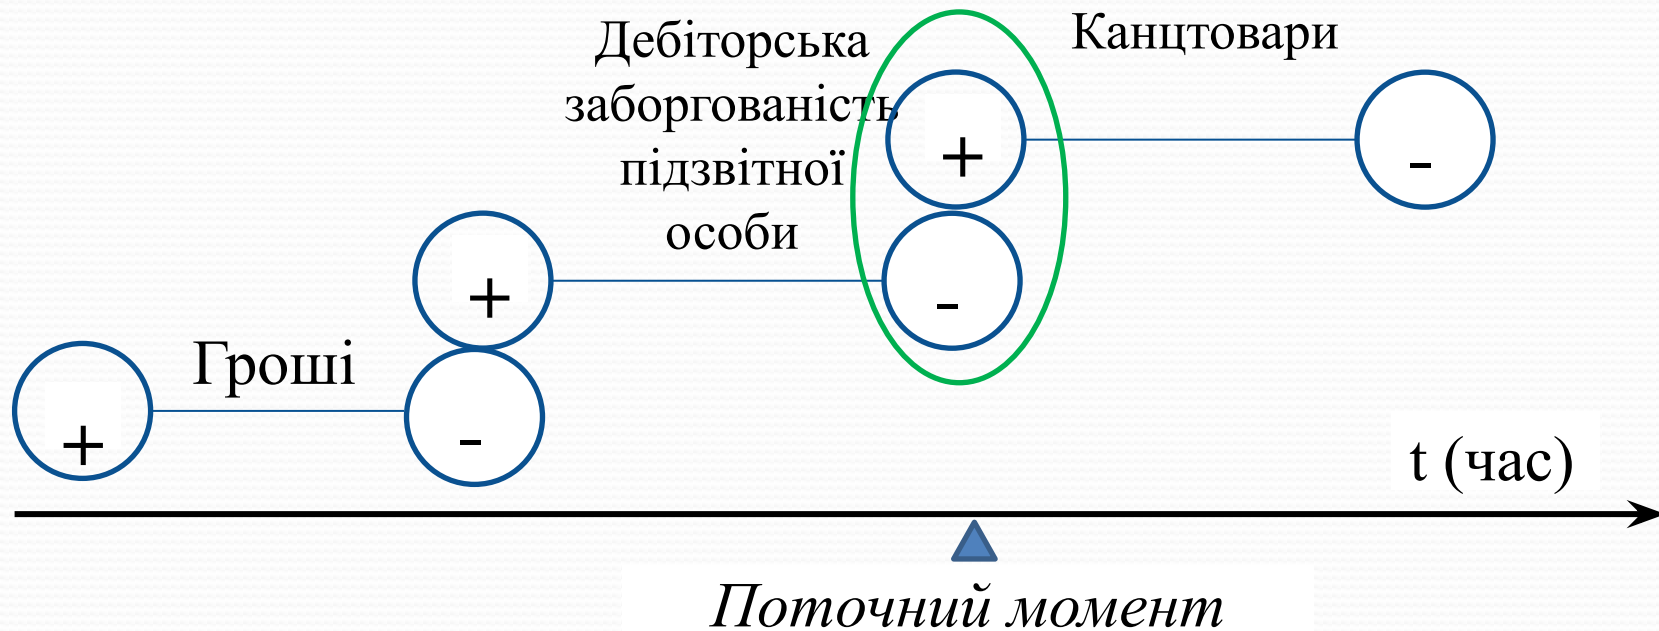 Дебіторська
заборгованість
підзвітної
особи
Канцтовари
+
-
+
-
Гроші
+
-
t (час)
Поточний момент